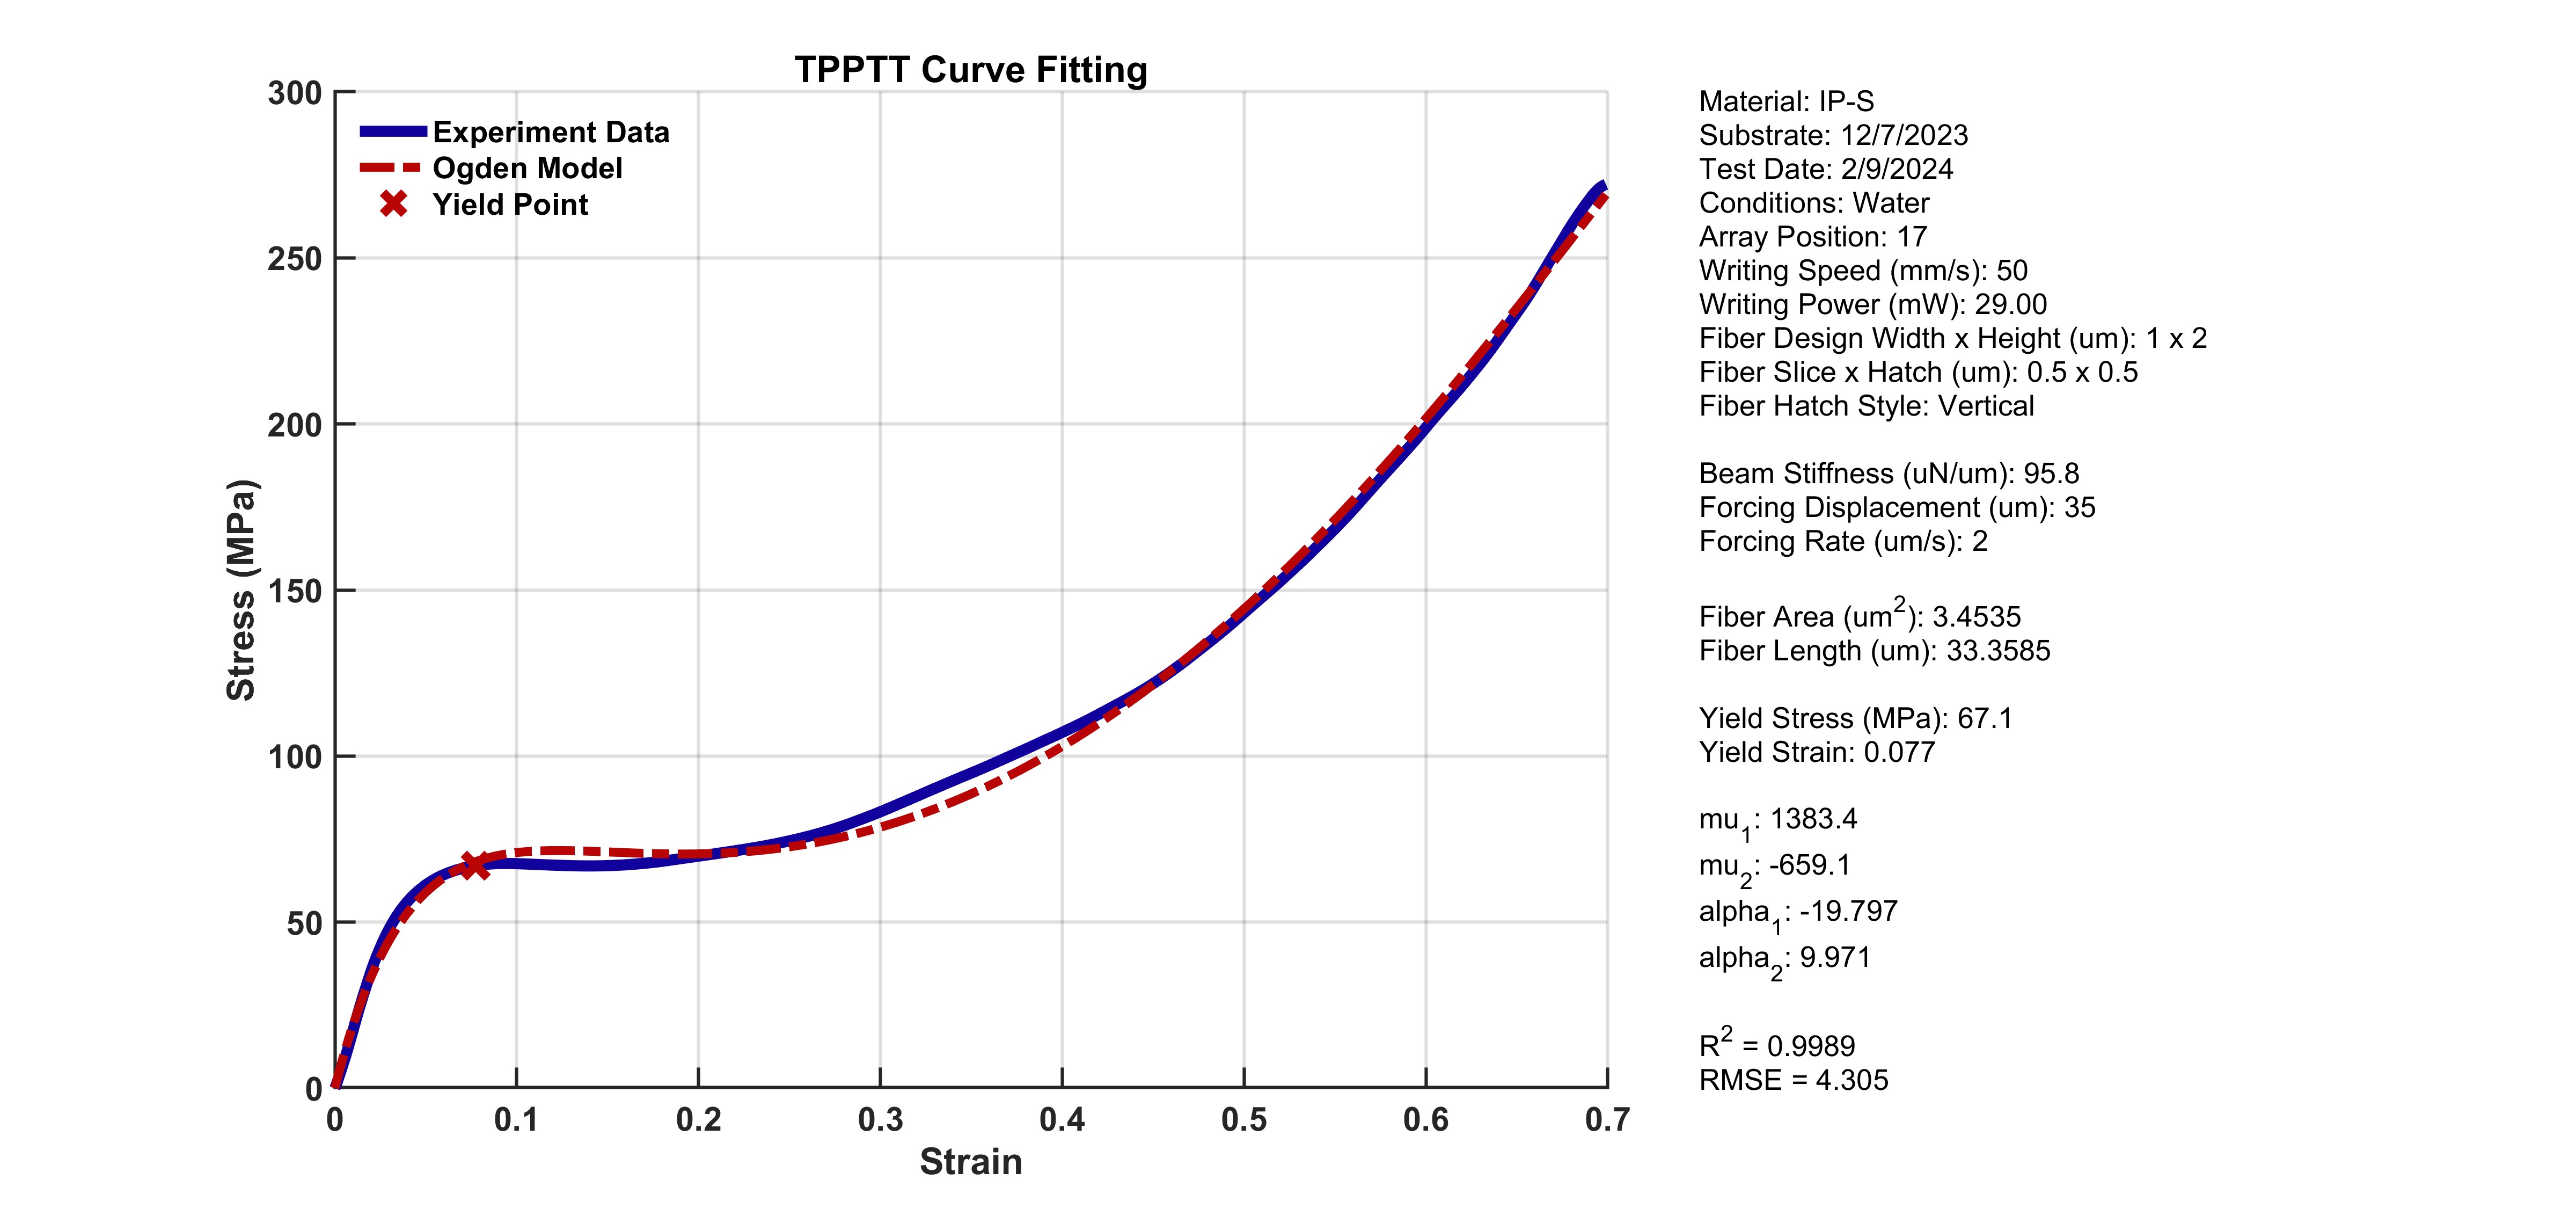 TPPTT Curve Fitting
300
250
200
150
100
50
0
Stress (MPa)
Experiment Data
Ogden Model
Yield Point
0 0.1 0.2 0.3 0.4 0.5 0.6 0.7
Strain
Material: IP-S
Substrate: 12/7/2023
Test Date: 2/9/2024
Conditions: Water
Array Position: 17
Writing Speed (mm/s): 50
Writing Power (mW): 29.00
Fiber Design Width x Height (um): 1 x 2
Fiber Slice x Hatch (um): 0.5 x 0.5
Fiber Hatch Style: Vertical
Beam Stiffness (uN/um): 95.8
Forcing Displacement (um): 35
Forcing Rate (um/s): 2
Fiber Area (um²): 3.4535
Fiber Length (um): 33.3585
Yield Stress (MPa): 67.1
Yield Strain: 0.077
mu₁: 1383.4
mu₂: -659.1
alpha₁: -19.797
alpha₂: 9.971
R² = 0.9989
RMSE = 4.305